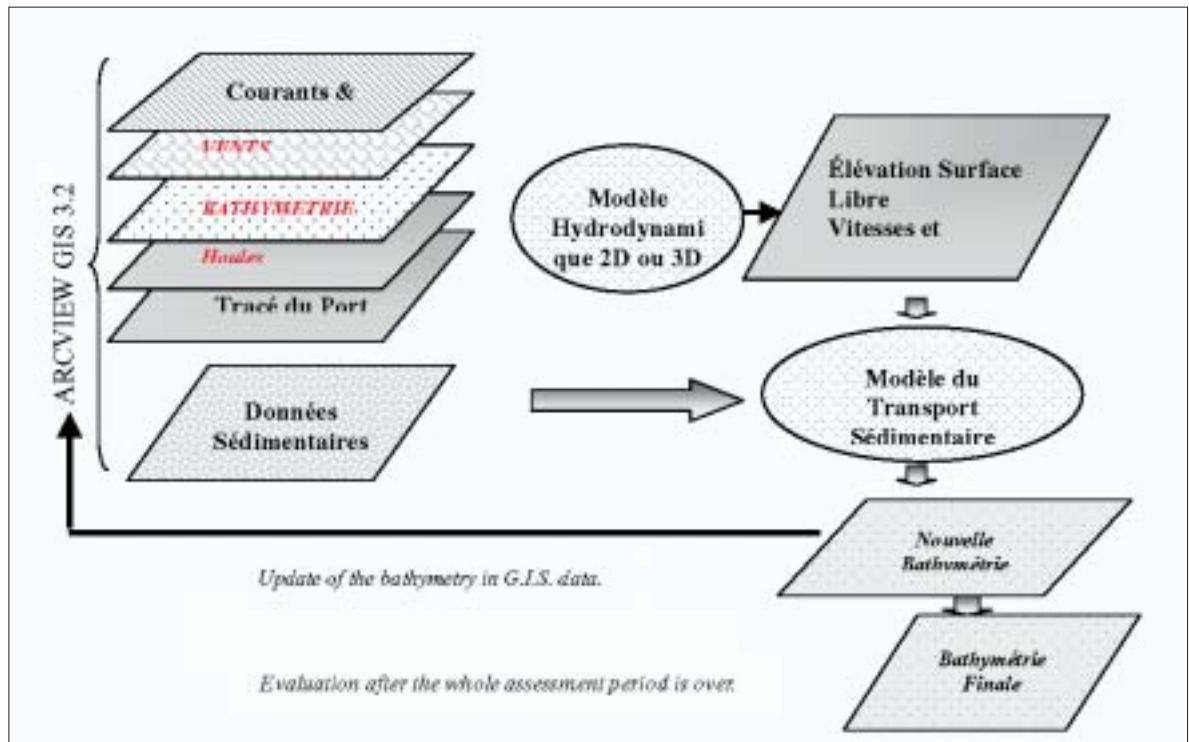 ARCVIEW GIS 3.2
Courants &
VENTS
BATHYMETRIE
Houles
Tracé du Port
Données
Sédimentaires
Modèle
Hydrodynami
que 2D ou 3D
Élévation Surface
Libre
Vitesses et
Modèle du
Transport
Sédimentaire
Nouvelle
Bathymétrie
Bathymétrie
Finale
Update of the bathymetry in G.I.S. data.
Evaluation after the whole assessment period is over.